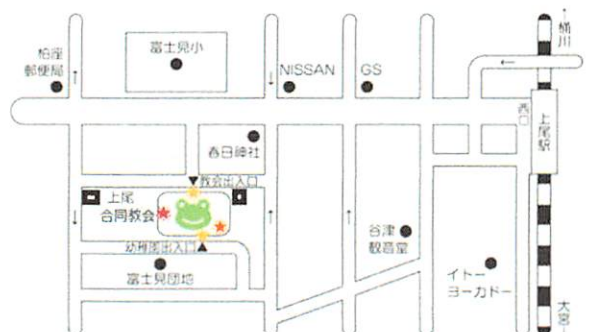 桶川
富士見小
柏座
郵便局
NISSAN
GS
西口
上尾駅
春日神社
教会出入口
上尾
合同教会
幼稚園出入口
谷津
観音堂
富士見団地
イトー
ヨーカドー
大宮